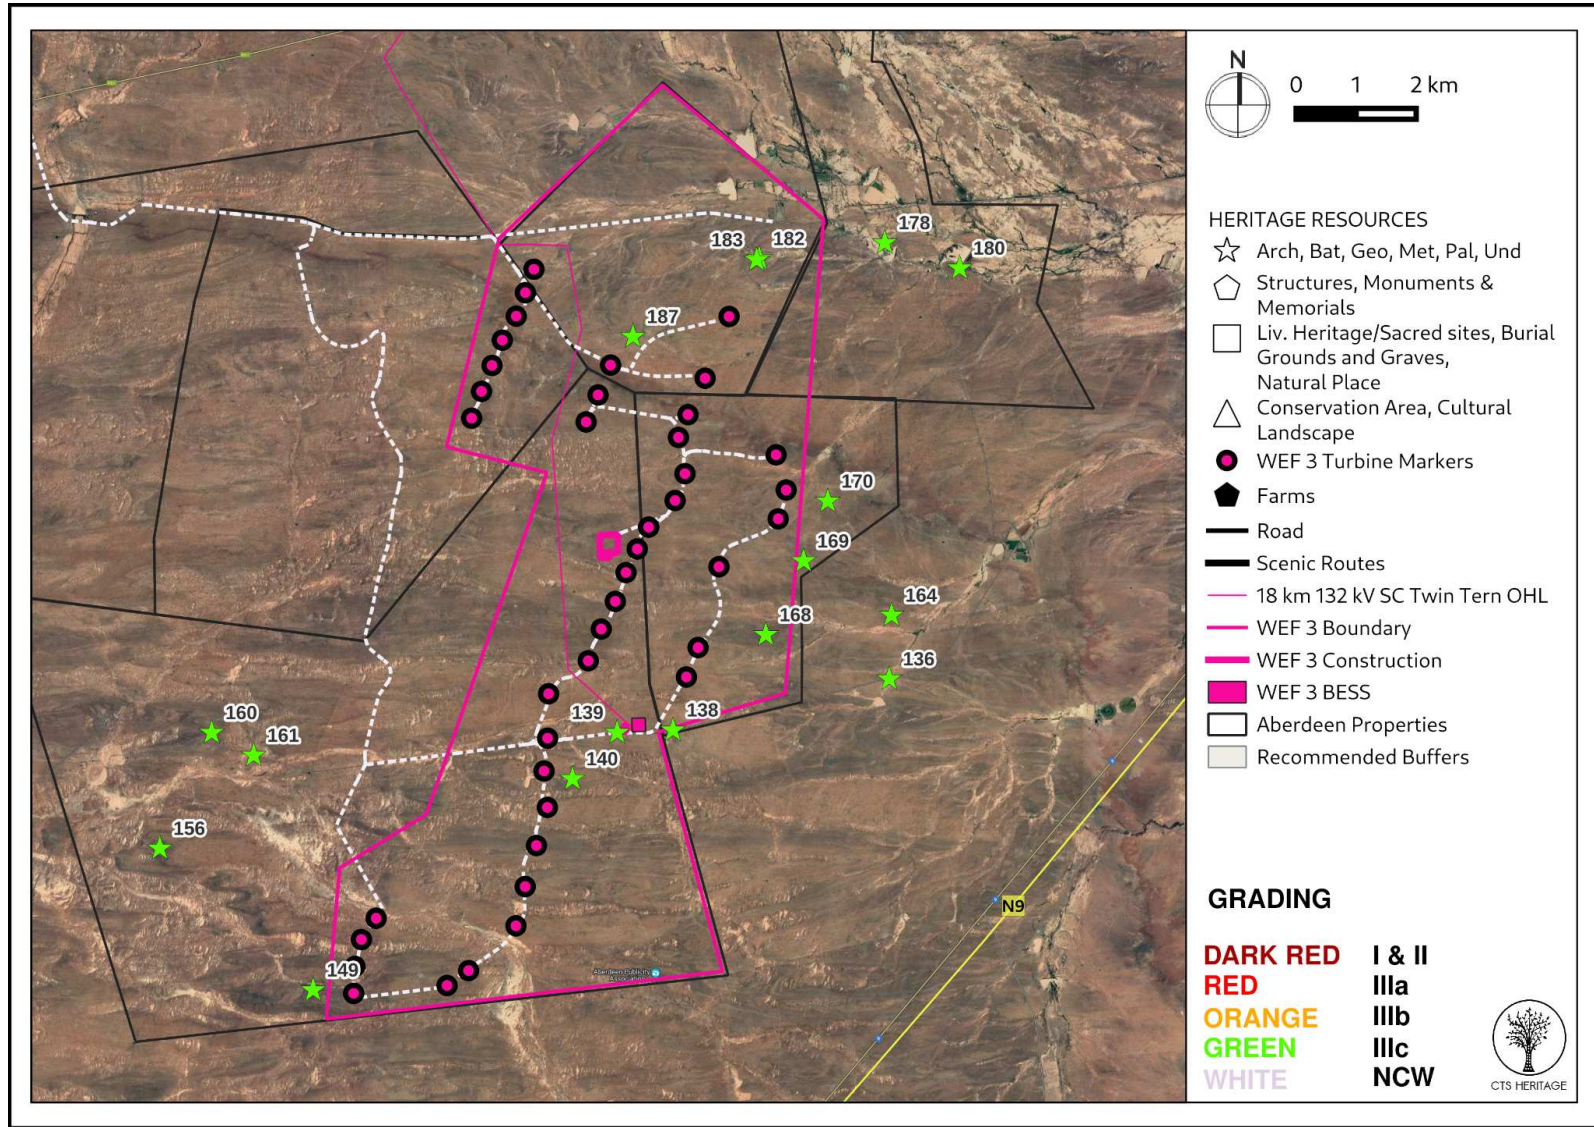 N
0 1 2 km
HERITAGE RESOURCES
Arch, Bat, Geo, Met, Pal, Und
Structures, Monuments &
Memorials
Liv. Heritage/Sacred sites, Burial
Grounds and Graves,
Natural Place
Conservation Area, Cultural
Landscape
WEF 3 Turbine Markers
Farms
Road
Scenic Routes
18 km 132 kV SC Twin Tern OHL
WEF 3 Boundary
WEF 3 Construction
WEF 3 BESS
Aberdeen Properties
Recommended Buffers
GRADING
DARK RED I & II
RED IIIa
ORANGE IIIb
GREEN IIIc
WHITE NCW
CTS HERITAGE
178
183 182
180
187
170
169
164
168
136
160
139 138
161
140
156
N9
149
Aberdeen Publicity
Association